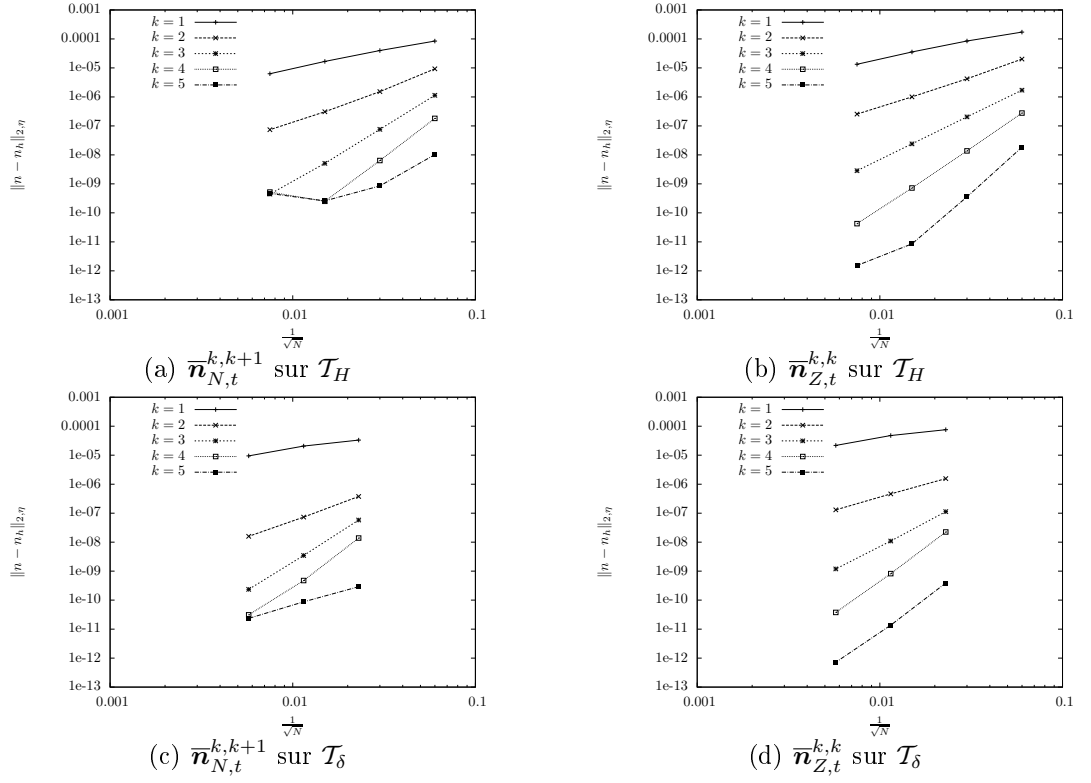 0.001
0.0001
1e-05
1e-06
1e-07
1e-08
1e-09
1e-10
1e-11
1e-12
1e-13
0.001 0.01 0.1
‖n − n_h‖_{2,η}
1/√N
k = 1
k = 2
k = 3
k = 4
k = 5
(a) n̅_{N,t}^{k,k+1} sur 𝒯_H
0.001
0.0001
1e-05
1e-06
1e-07
1e-08
1e-09
1e-10
1e-11
1e-12
1e-13
0.001 0.01 0.1
‖n − n_h‖_{2,η}
1/√N
k = 1
k = 2
k = 3
k = 4
k = 5
(b) n̅_{Z,t}^{k,k} sur 𝒯_H
0.001
0.0001
1e-05
1e-06
1e-07
1e-08
1e-09
1e-10
1e-11
1e-12
1e-13
0.001 0.01 0.1
‖n − n_h‖_{2,η}
1/√N
k = 1
k = 2
k = 3
k = 4
k = 5
(c) n̅_{N,t}^{k,k+1} sur 𝒯_δ
0.001
0.0001
1e-05
1e-06
1e-07
1e-08
1e-09
1e-10
1e-11
1e-12
1e-13
0.001 0.01 0.1
‖n − n_h‖_{2,η}
1/√N
k = 1
k = 2
k = 3
k = 4
k = 5
(d) n̅_{Z,t}^{k,k} sur 𝒯_δ